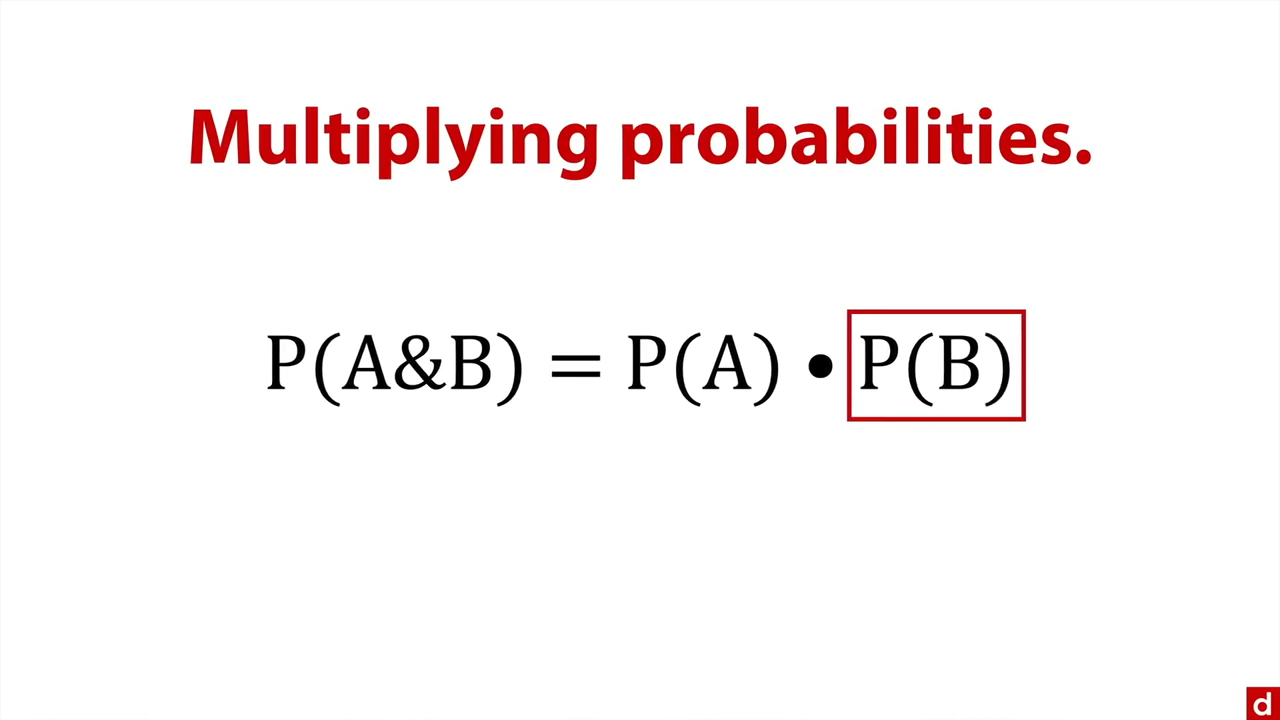 Multiplying probabilities.
P(A&B) = P(A) • P(B)
d